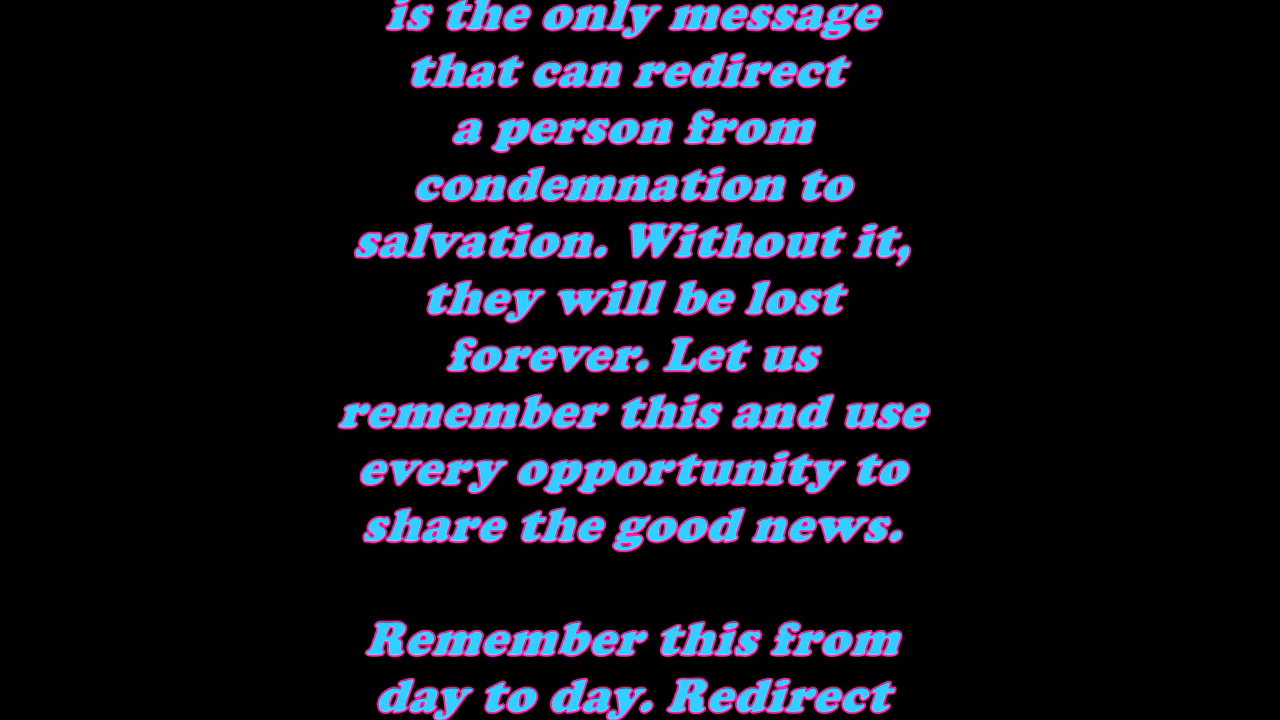 is the only message
that can redirect
a person from
condemnation to
salvation. Without it,
they will be lost
forever. Let us
remember this and use
every opportunity to
share the good news.
Remember this from
day to day. Redirect